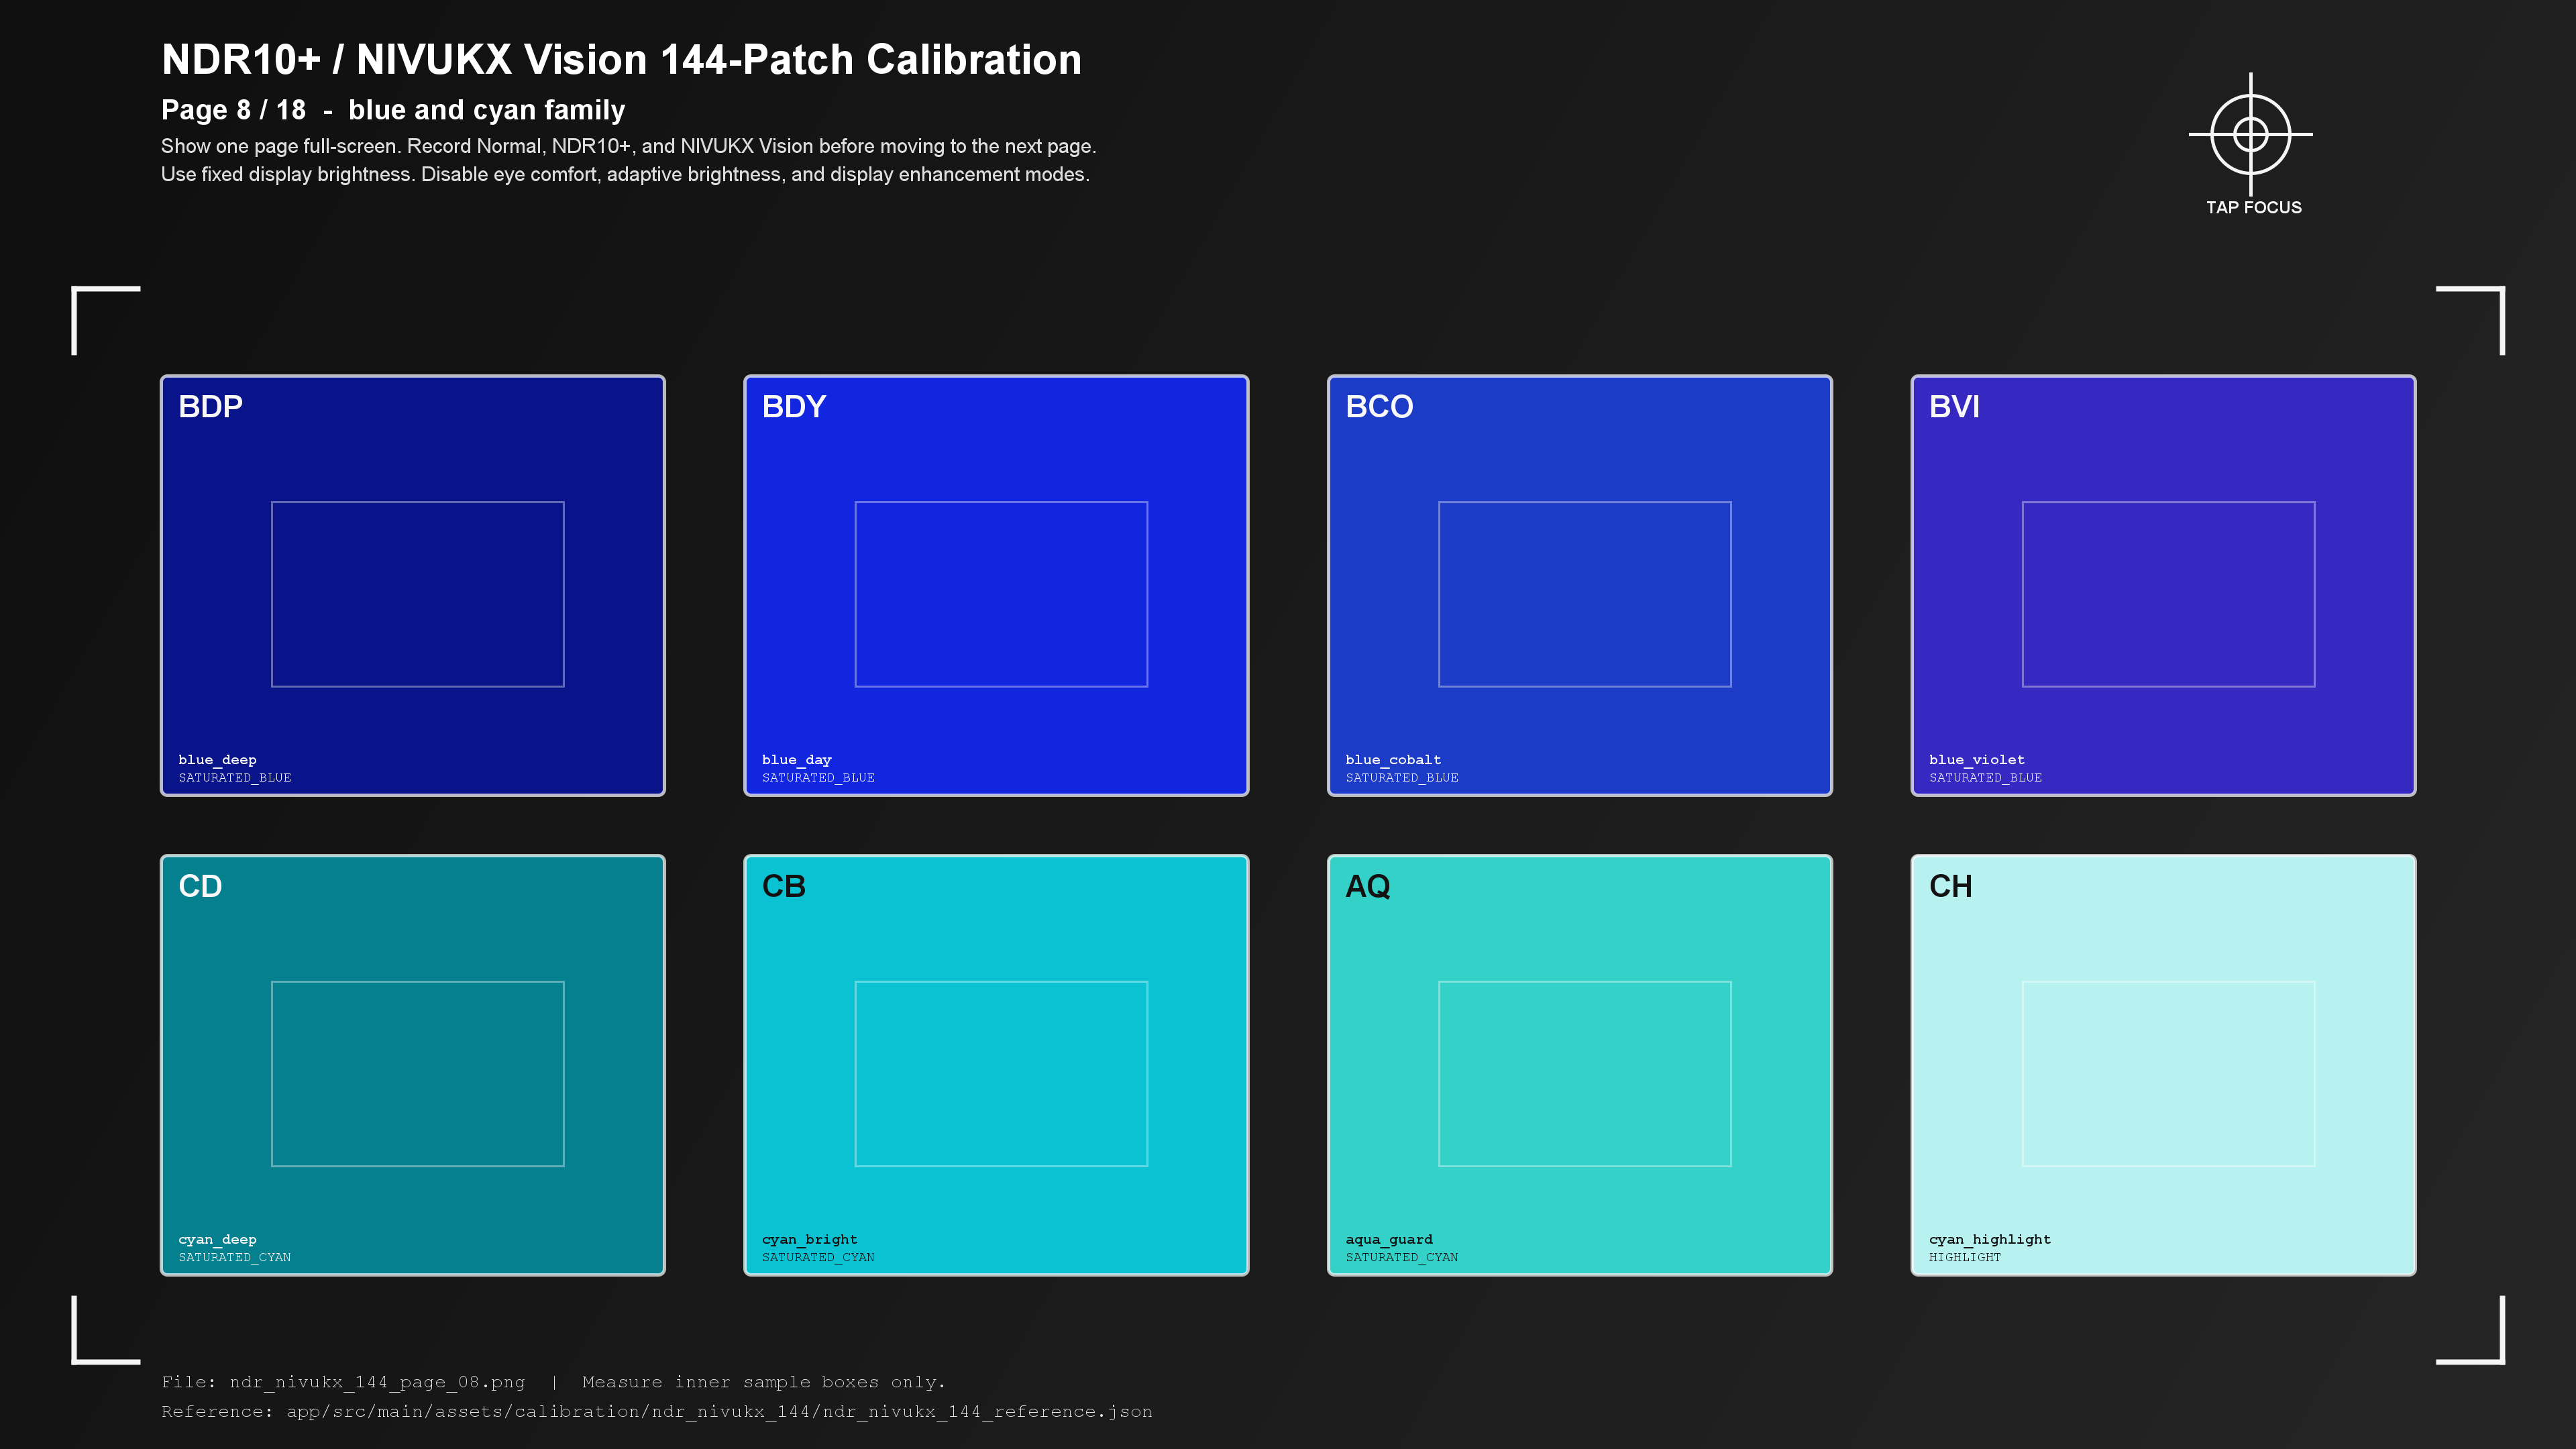 NDR10+ / NIVUKX Vision 144-Patch Calibration
Page 8 / 18  -  blue and cyan family
Show one page full-screen. Record Normal, NDR10+, and NIVUKX Vision before moving to the next page.
Use fixed display brightness. Disable eye comfort, adaptive brightness, and display enhancement modes.
TAP FOCUS
BDP
blue_deep
SATURATED_BLUE
BDY
blue_day
SATURATED_BLUE
BCO
blue_cobalt
SATURATED_BLUE
BVI
blue_violet
SATURATED_BLUE
CD
cyan_deep
SATURATED_CYAN
CB
cyan_bright
SATURATED_CYAN
AQ
aqua_guard
SATURATED_CYAN
CH
cyan_highlight
HIGHLIGHT
File: ndr_nivukx_144_page_08.png  |  Measure inner sample boxes only.
Reference: app/src/main/assets/calibration/ndr_nivukx_144/ndr_nivukx_144_reference.json